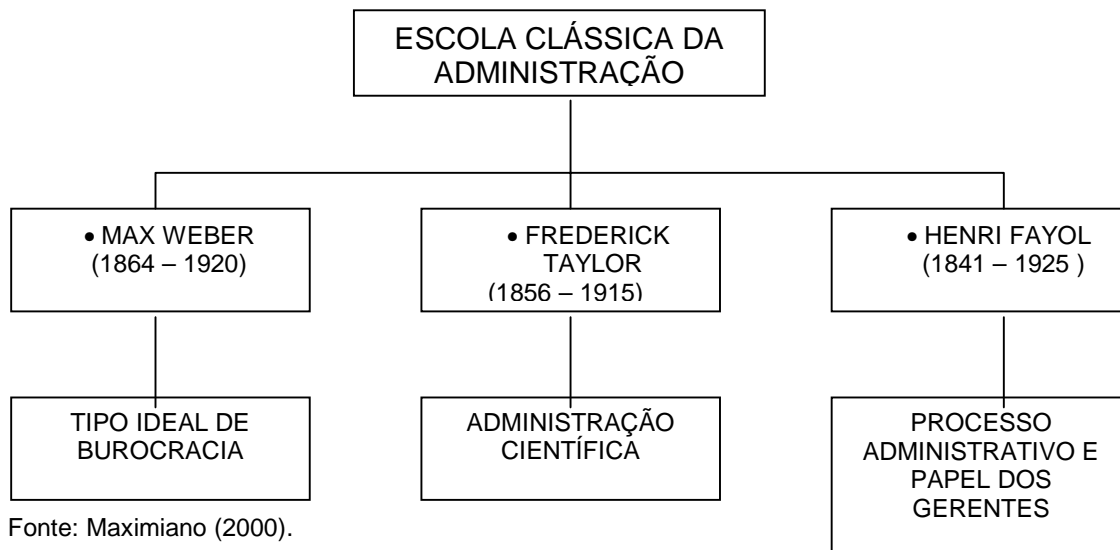 ESCOLA CLÁSSICA DA
ADMINISTRAÇÃO
• MAX WEBER
(1864 – 1920)
• FREDERICK
TAYLOR
(1856 – 1915)
• HENRI FAYOL
(1841 – 1925 )
TIPO IDEAL DE
BUROCRACIA
ADMINISTRAÇÃO
CIENTÍFICA
PROCESSO
ADMINISTRATIVO E
PAPEL DOS
GERENTES
Fonte: Maximiano (2000).